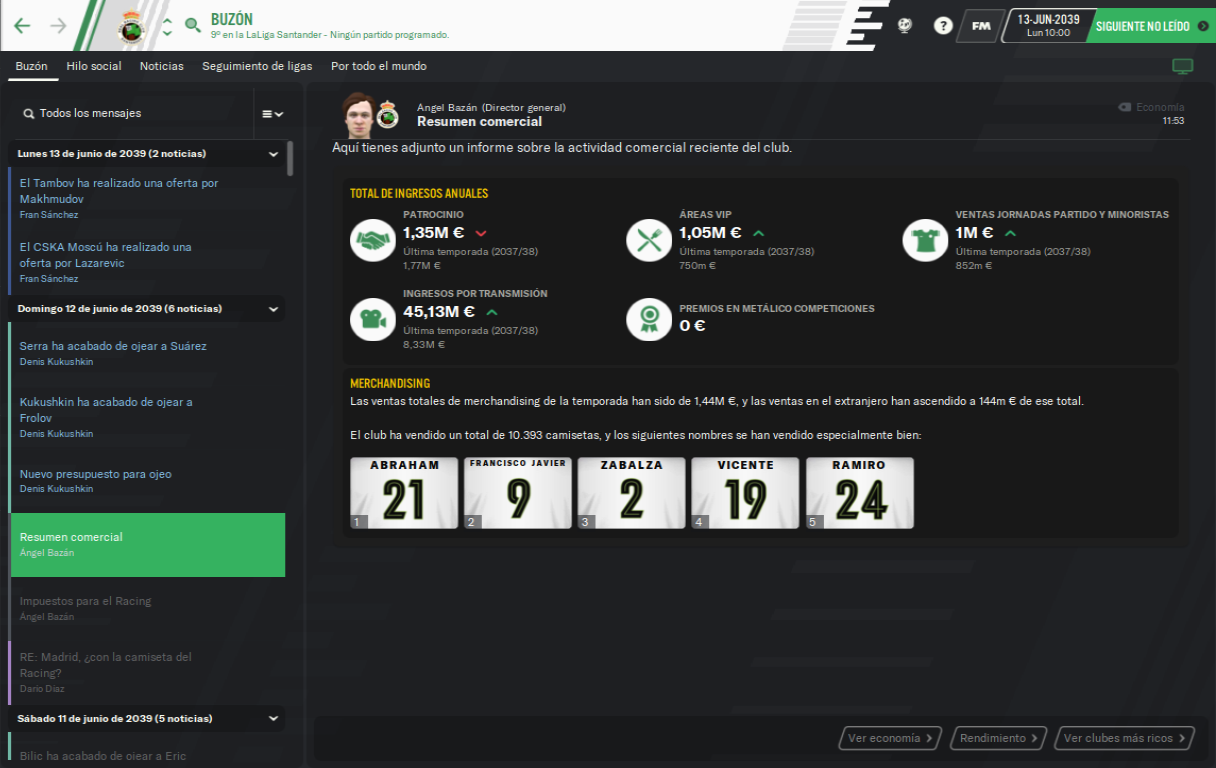 BUZÓN
9º en la LaLiga Santander - Ningún partido programado.
?
FM
13-JUN-2039
Lun 10:00
SIGUIENTE NO LEÍDO
Buzón
Hilo social
Noticias
Seguimiento de ligas
Por todo el mundo
Todos los mensajes
Lunes 13 de junio de 2039 (2 noticias)
El Tambov ha realizado una oferta por
Makhmudov
Fran Sánchez
El CSKA Moscú ha realizado una
oferta por Lazarevic
Fran Sánchez
Domingo 12 de junio de 2039 (6 noticias)
Serra ha acabado de ojear a Suárez
Denis Kukushkin
Kukushkin ha acabado de ojear a
Frolov
Denis Kukushkin
Nuevo presupuesto para ojeo
Denis Kukushkin
Resumen comercial
Ángel Bazán
Impuestos para el Racing
Ángel Bazán
RE: Madrid, ¿con la camiseta del
Racing?
Darío Díaz
Sábado 11 de junio de 2039 (5 noticias)
Bilic ha acabado de ojear a Eric
Ángel Bazán (Director general)
Resumen comercial
Economía
11:53
Aquí tienes adjunto un informe sobre la actividad comercial reciente del club.
TOTAL DE INGRESOS ANUALES
PATROCINIO
1,35M €
Última temporada (2037/38)
1,77M €
ÁREAS VIP
1,05M €
Última temporada (2037/38)
750m €
VENTAS JORNADAS PARTIDO Y MINORISTAS
1M €
Última temporada (2037/38)
852m €
INGRESOS POR TRANSMISIÓN
45,13M €
Última temporada (2037/38)
8,33M €
PREMIOS EN METÁLICO COMPETICIONES
0 €
MERCHANDISING
Las ventas totales de merchandising de la temporada han sido de 1,44M €, y las ventas en el extranjero han ascendido a 144m € de ese total.
El club ha vendido un total de 10.393 camisetas, y los siguientes nombres se han vendido especialmente bien:
ABRAHAM
21
1
FRANCISCO JAVIER
9
2
ZABALZA
2
3
VICENTE
19
4
RAMIRO
24
5
Ver economía
Rendimiento
Ver clubes más ricos